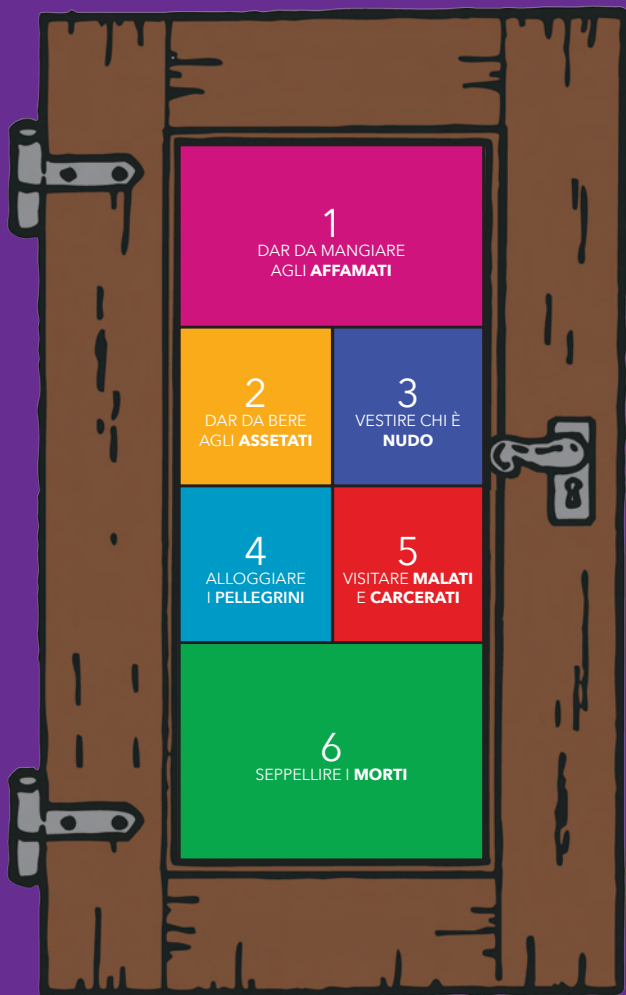 1
DAR DA MANGIARE
AGLI AFFAMATI
2
DAR DA BERE
AGLI ASSETATI
3
VESTIRE CHI È
NUDO
4
ALLOGGIARE
I PELLEGRINI
5
VISITARE MALATI
E CARCERATI
6
SEPPELLIRE I MORTI